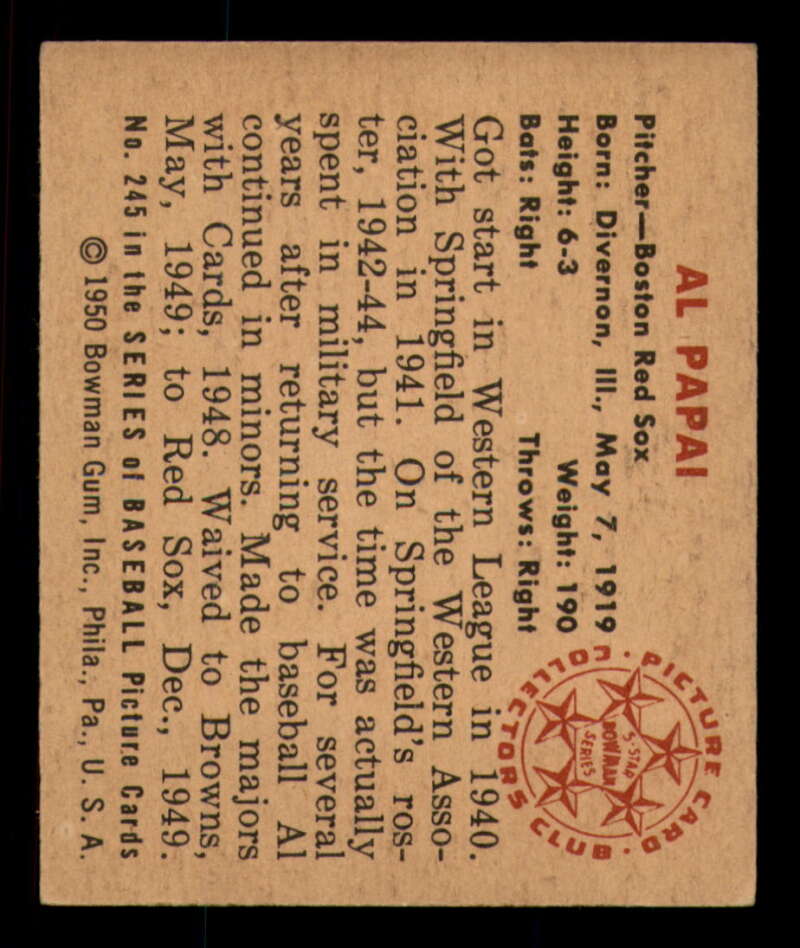 AL PAPAI
Pitcher—Boston Red Sox
Born: Divernon, Ill., May 7, 1919
Height: 6-3 Weight: 190
Bats: Right Throws: Right
PICTURE CARD COLLECTORS CLUB
5-STAR
BOWMAN
SERIES
Got start in Western League in 1940.
With Springfield of the Western Asso-
ciation in 1941. On Springfield's ros-
ter, 1942-44, but the time was actually
spent in military service. For several
years after returning to baseball Al
continued in minors. Made the majors
with Cards, 1948. Waived to Browns,
May, 1949; to Red Sox, Dec., 1949.
No. 245 in the SERIES of BASEBALL Picture Cards
© 1950 Bowman Gum, Inc., Phila., Pa., U. S. A.